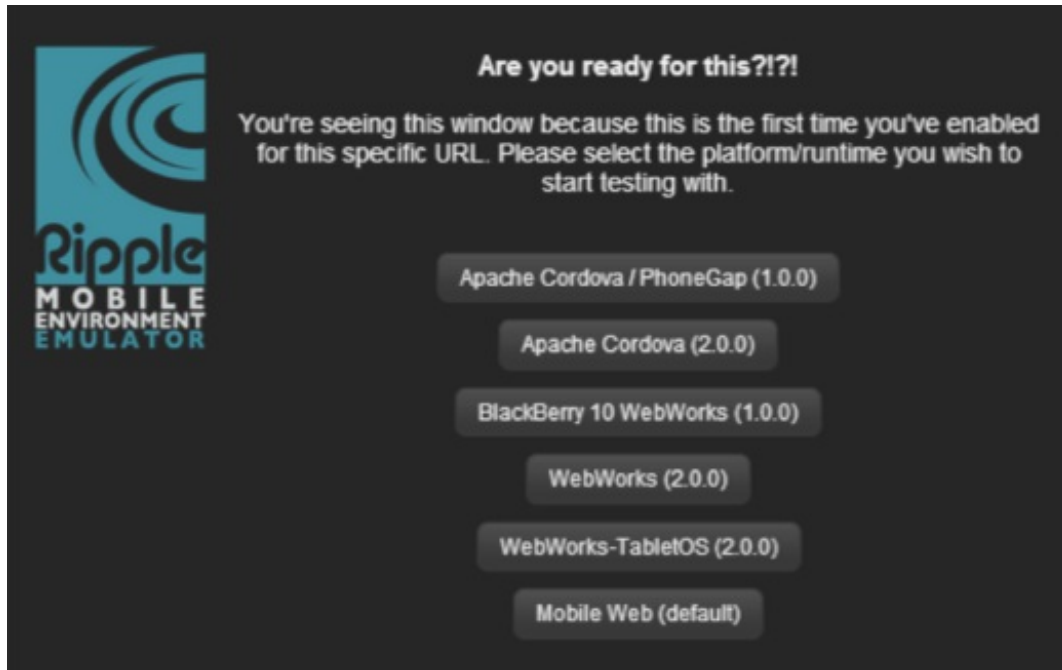 Ripple
MOBILE
ENVIRONMENT
EMULATOR
Are you ready for this?!?!
You're seeing this window because this is the first time you've enabled
for this specific URL. Please select the platform/runtime you wish to
start testing with.
Apache Cordova / PhoneGap (1.0.0)
Apache Cordova (2.0.0)
BlackBerry 10 WebWorks (1.0.0)
WebWorks (2.0.0)
WebWorks-TabletOS (2.0.0)
Mobile Web (default)